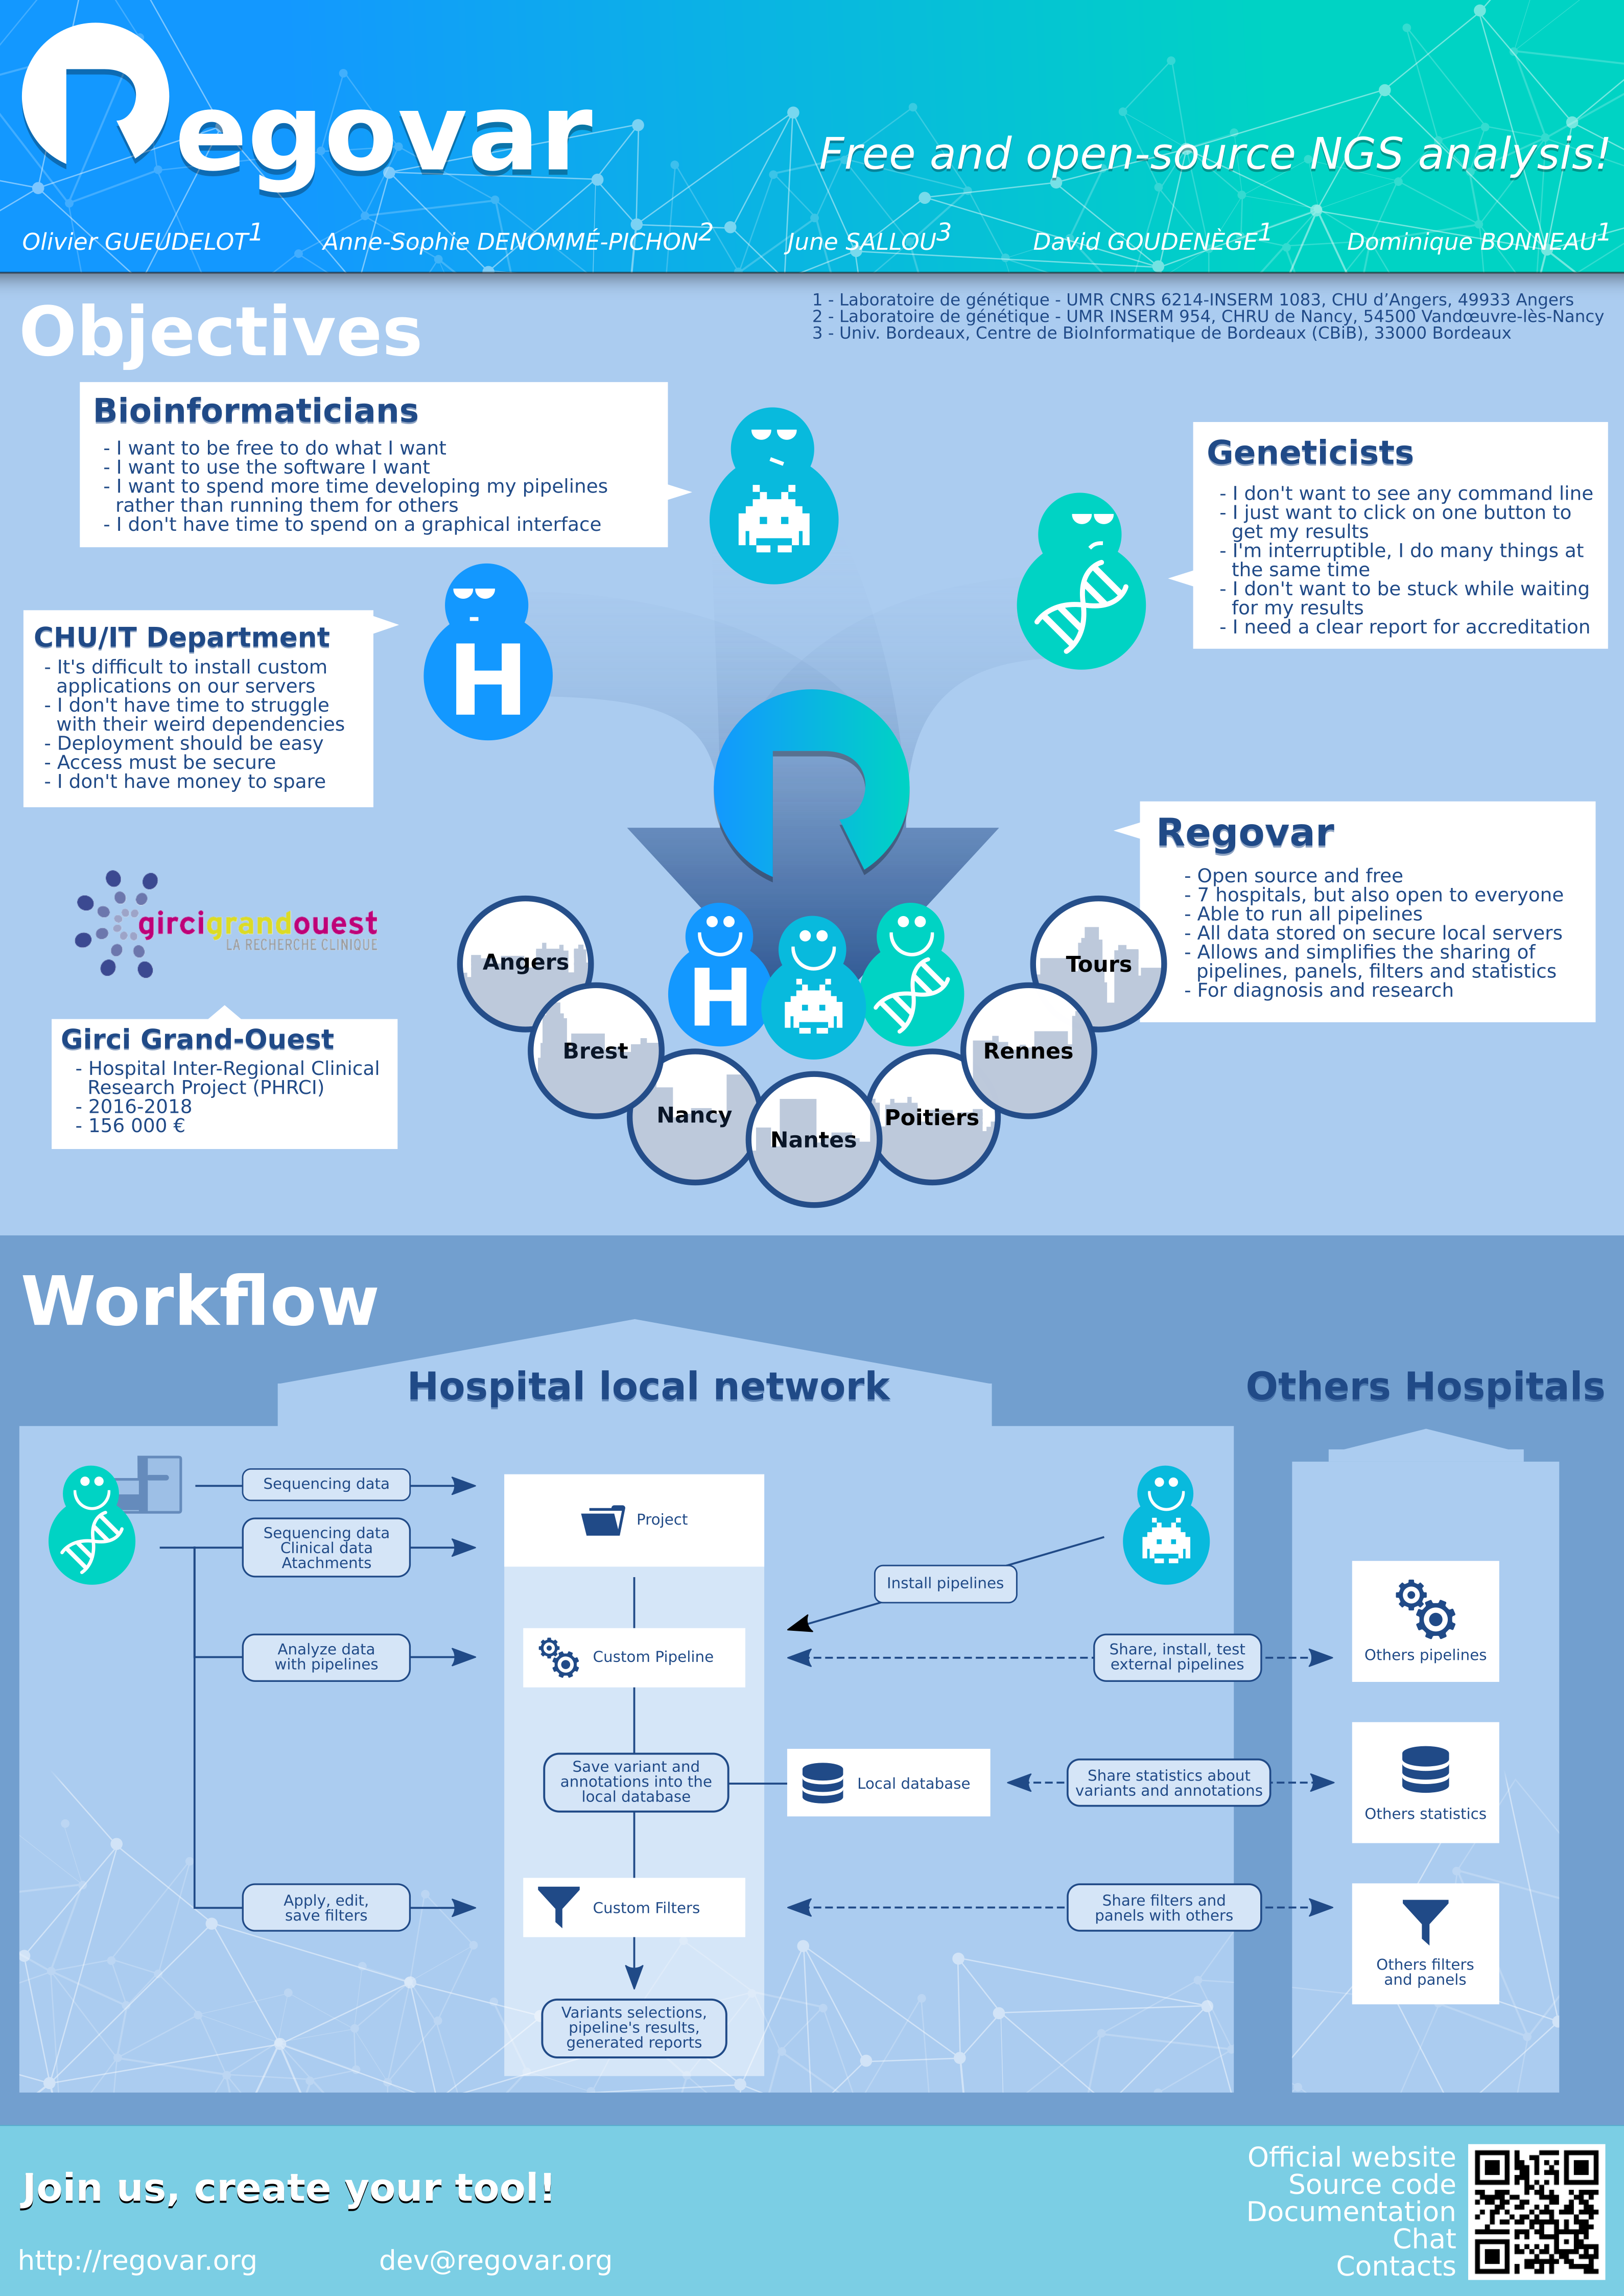 Regovar
Free and open-source NGS analysis!
Olivier GUEUDELOT1 Anne-Sophie DENOMMÉ-PICHON2 June SALLOU3 David GOUDENÈGE1 Dominique BONNEAU1
1 - Laboratoire de génétique - UMR CNRS 6214-INSERM 1083, CHU d’Angers, 49933 Angers
2 - Laboratoire de génétique - UMR INSERM 954, CHRU de Nancy, 54500 Vandœuvre-lès-Nancy
3 - Univ. Bordeaux, Centre de BioInformatique de Bordeaux (CBiB), 33000 Bordeaux
Objectives
Bioinformaticians
- I want to be free to do what I want
- I want to use the software I want
- I want to spend more time developing my pipelines
rather than running them for others
- I don't have time to spend on a graphical interface
Geneticists
- I don't want to see any command line
- I just want to click on one button to
get my results
- I'm interruptible, I do many things at
the same time
- I don't want to be stuck while waiting
for my results
- I need a clear report for accreditation
CHU/IT Department
- It's difficult to install custom
applications on our servers
- I don't have time to struggle
with their weird dependencies
- Deployment should be easy
- Access must be secure
- I don't have money to spare
H
Regovar
- Open source and free
- 7 hospitals, but also open to everyone
- Able to run all pipelines
- All data stored on secure local servers
- Allows and simplifies the sharing of
pipelines, panels, filters and statistics
- For diagnosis and research
gircigrandouest
LA RECHERCHE CLINIQUE
Girci Grand-Ouest
- Hospital Inter-Regional Clinical
Research Project (PHRCI)
- 2016-2018
- 156 000 €
H
Angers
Brest
Nancy
Nantes
Poitiers
Rennes
Tours
Workflow
Hospital local network
Others Hospitals
Sequencing data
Sequencing data
Clinical data
Atachments
Analyze data
with pipelines
Apply, edit,
save filters
Project
Custom Pipeline
Save variant and
annotations into the
local database
Custom Filters
Variants selections,
pipeline's results,
generated reports
Install pipelines
Local database
Share, install, test
external pipelines
Share statistics about
variants and annotations
Share filters and
panels with others
Others pipelines
Others statistics
Others filters
and panels
Join us, create your tool!
http://regovar.org
dev@regovar.org
Official website
Source code
Documentation
Chat
Contacts